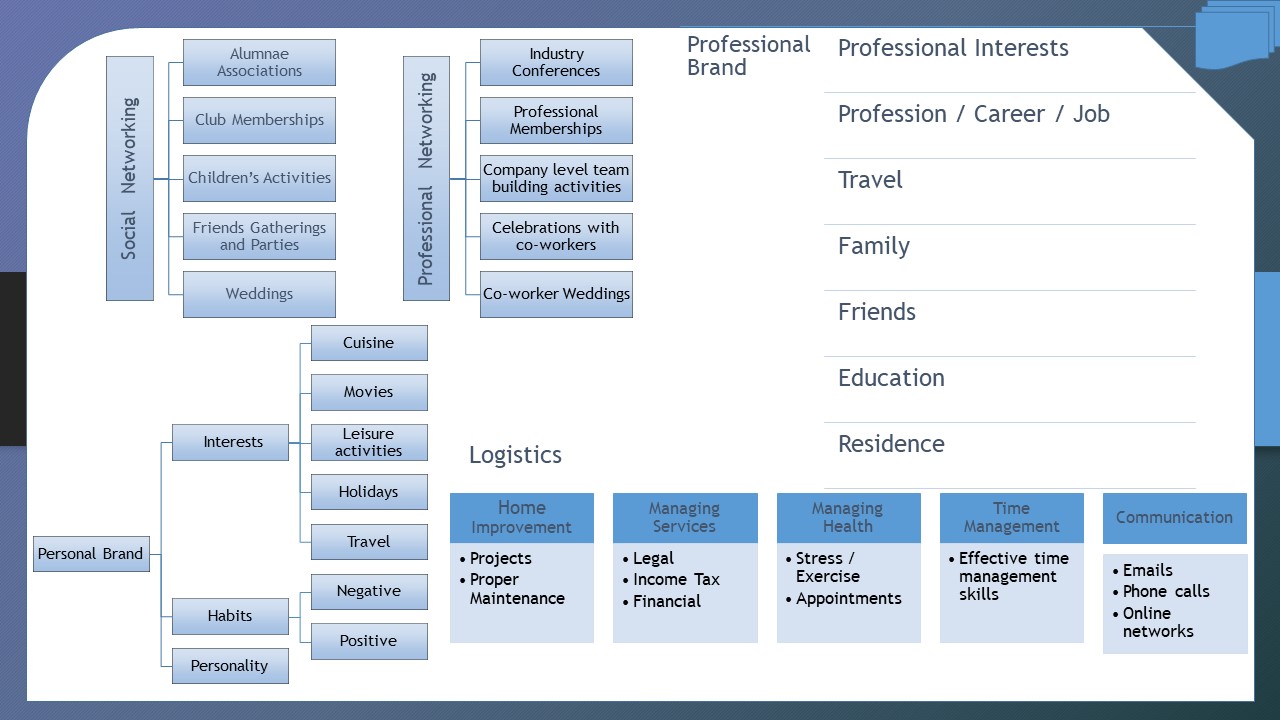 Social Networking
Alumnae
Associations
Club Memberships
Children’s Activities
Friends Gatherings
and Parties
Weddings
Professional Networking
Industry
Conferences
Professional
Memberships
Company level team
building activities
Celebrations with
co-workers
Co-worker Weddings
Professional
Brand
Professional Interests
Profession / Career / Job
Travel
Family
Friends
Education
Residence
Personal Brand
Interests
Cuisine
Movies
Leisure
activities
Holidays
Travel
Habits
Negative
Positive
Personality
Logistics
Home
Improvement
• Projects
• Proper
Maintenance
Managing
Services
• Legal
• Income Tax
• Financial
Managing
Health
• Stress /
Exercise
• Appointments
Time
Management
• Effective time
management
skills
Communication
• Emails
• Phone calls
• Online
networks